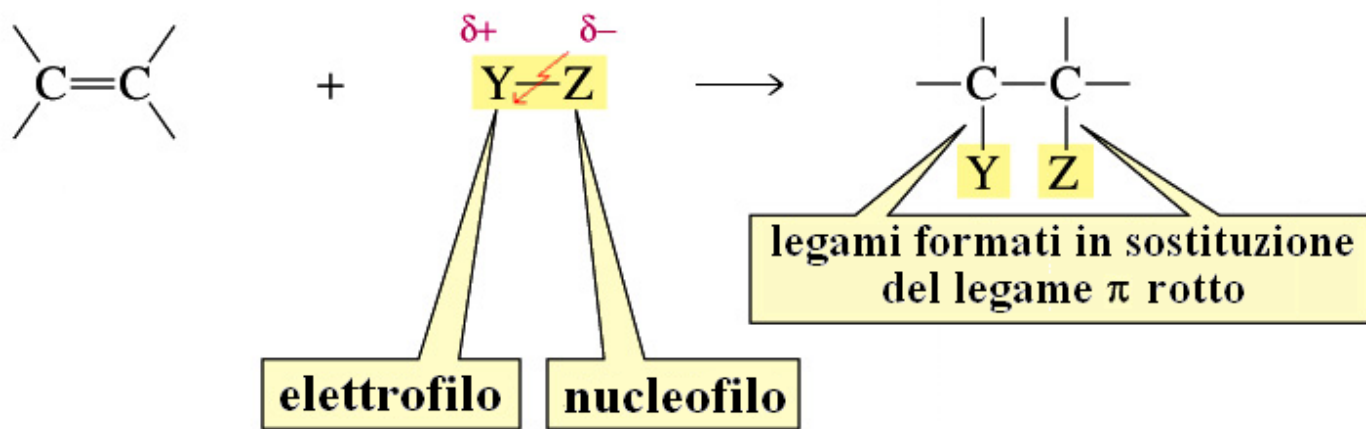 δ+ δ−
C=C + Y—Z → —C—C—
Y Z
legami formati in sostituzione
del legame π rotto
elettrofilo nucleofilo